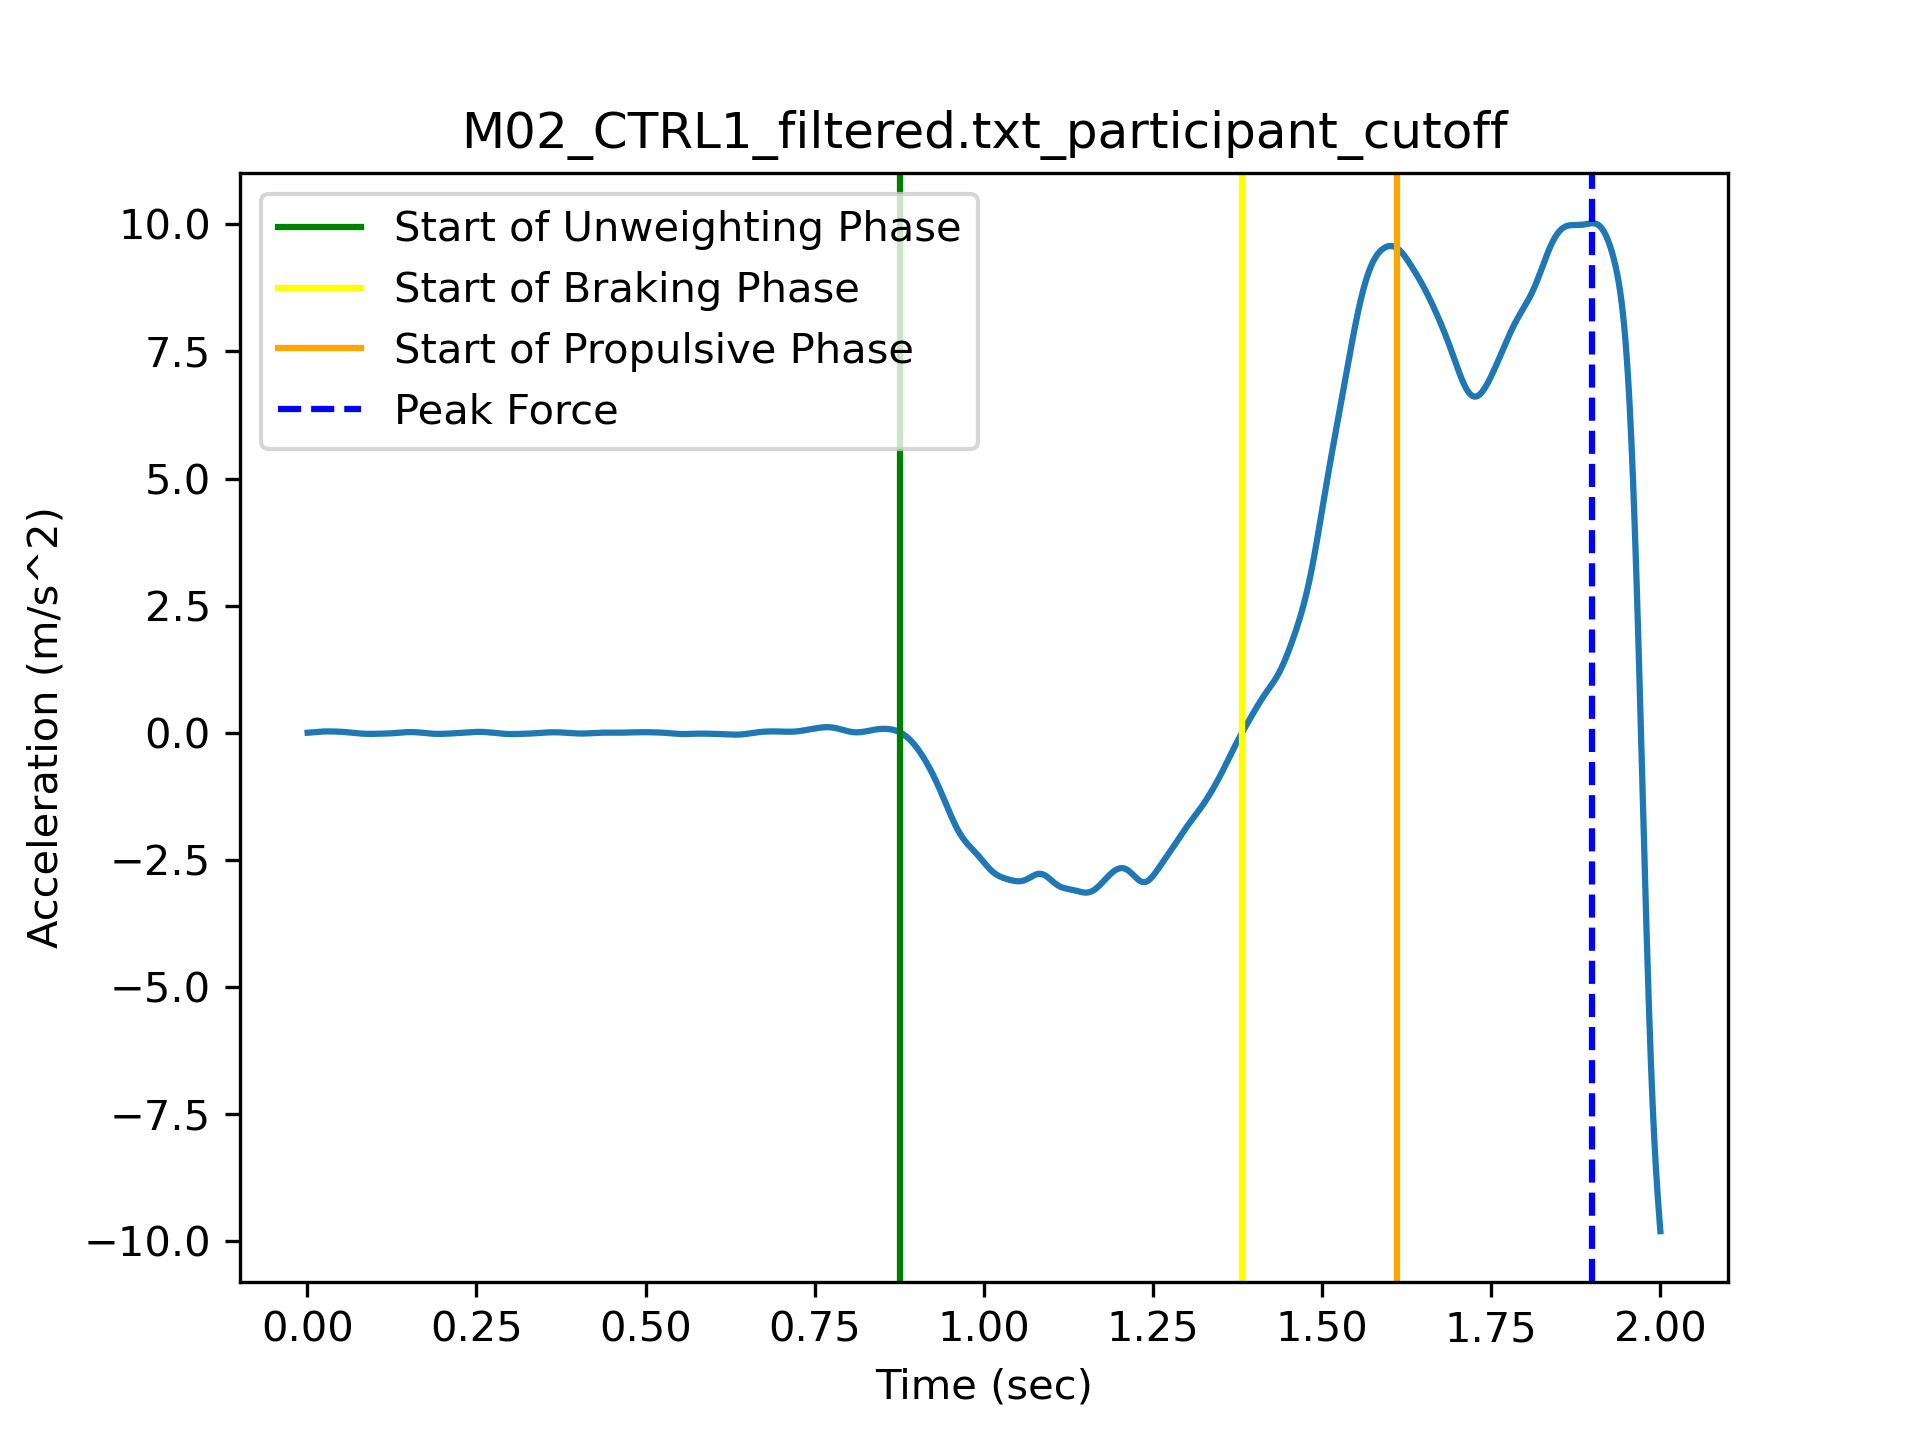 M02_CTRL1_filtered.txt_participant_cutoff
Start of Unweighting Phase
Start of Braking Phase
Start of Propulsive Phase
Peak Force
10.0
7.5
5.0
2.5
0.0
−2.5
−5.0
−7.5
−10.0
Acceleration (m/s^2)
0.00 0.25 0.50 0.75 1.00 1.25 1.50 1.75 2.00
Time (sec)